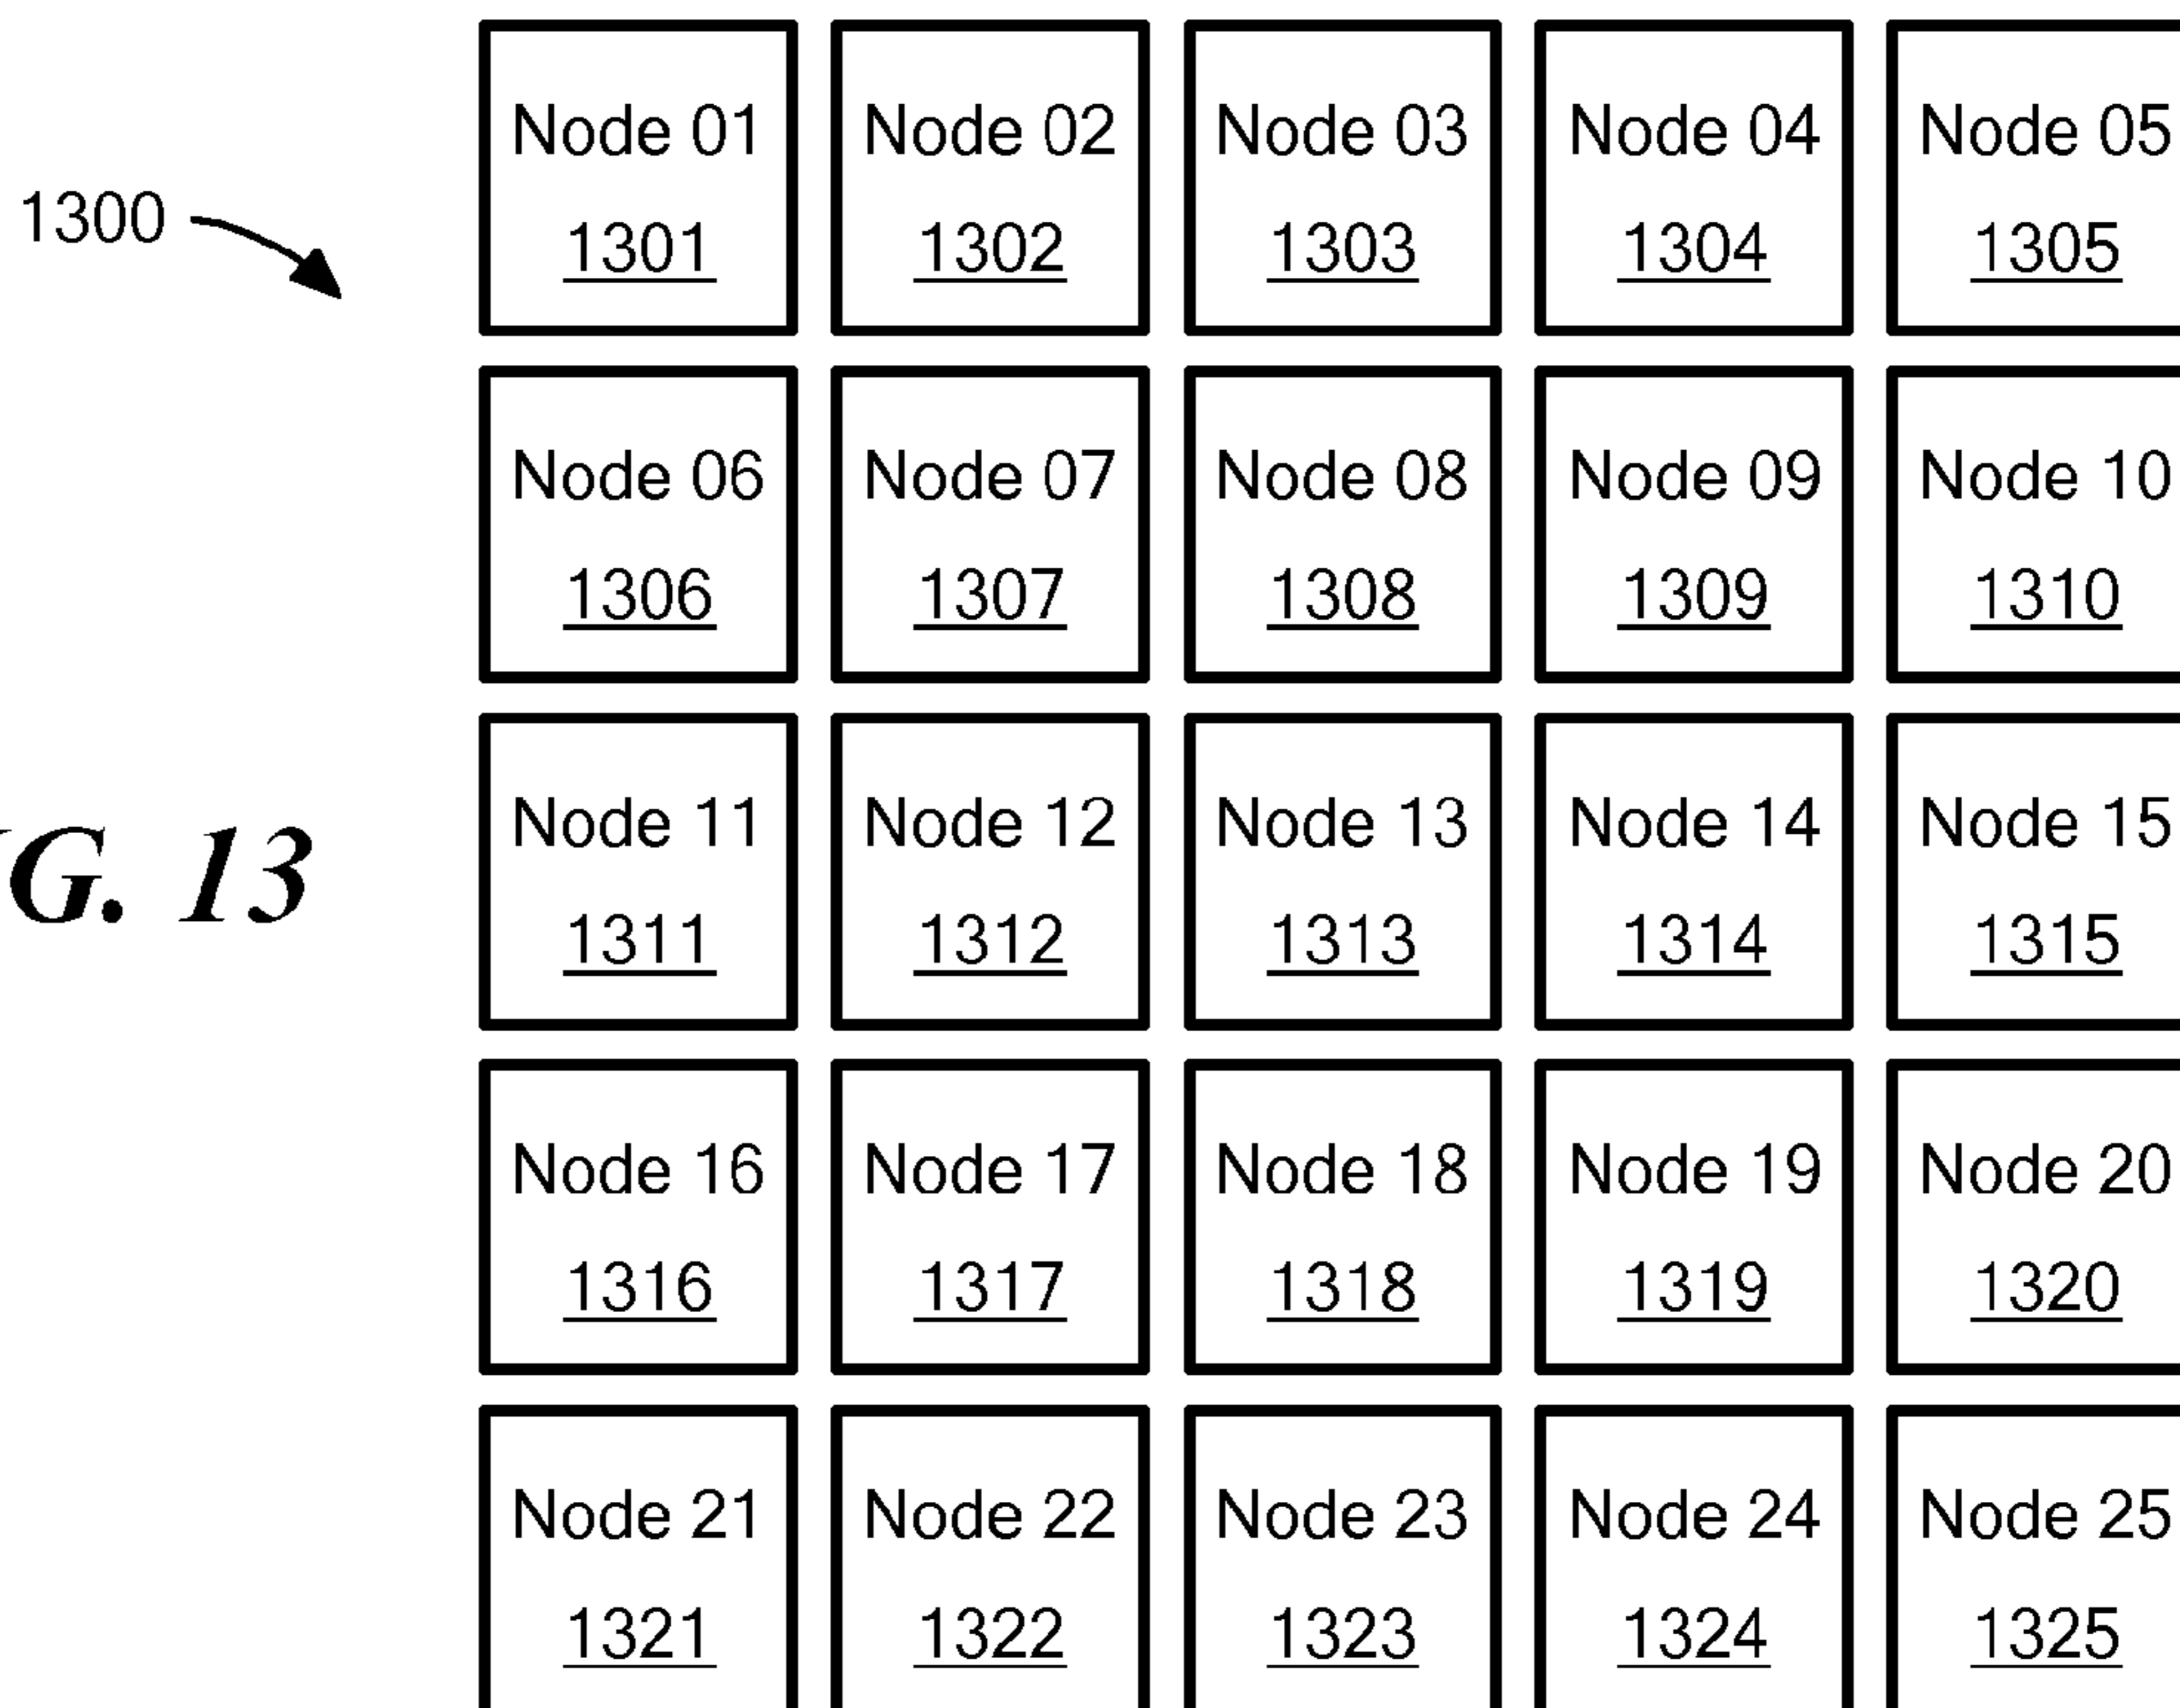 Node 01 Node 02 Node 03 Node 04 Node 05
1300
1301 1302 1303 1304 1305
Node 06 Node 07 Node 08 Node 09 Node 10
1306 1307 1308 1309 1310
Node 11 Node 12 Node 13 Node 14 Node 15
G. 13
1311 1312 1313 1314 1315
Node 16 Node 17 Node 18 Node 19 Node 20
1316 1317 1318 1319 1320
Node 21 Node 22 Node 23 Node 24 Node 25
1321 1322 1323 1324 1325